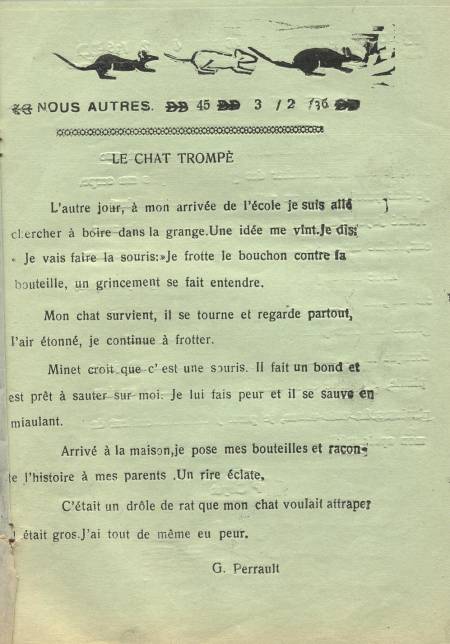 NOUS AUTRES. 45 3 / 2 /36
LE CHAT TROMPÈ
L'autre jour, à mon arrivée de l'école je suis allé
chercher à boire dans la grange.Une idée me vint.Je dis:
« Je vais faire la souris:»Je frotte le bouchon contre la
bouteille, un grincement se fait entendre.
Mon chat survient, il se tourne et regarde partout,
l'air étonné, je continue à frotter.
Minet croit que c' est une souris. Il fait un bond et
est prêt à sauter sur moi. Je lui fais peur et il se sauve en
miaulant.
Arrivé à la maison,je pose mes bouteilles et racon-
te l'histoire à mes parents .Un rire éclate.
C'était un drôle de rat que mon chat voulait attraper
l était gros.J'ai tout de même eu peur.
G. Perrault